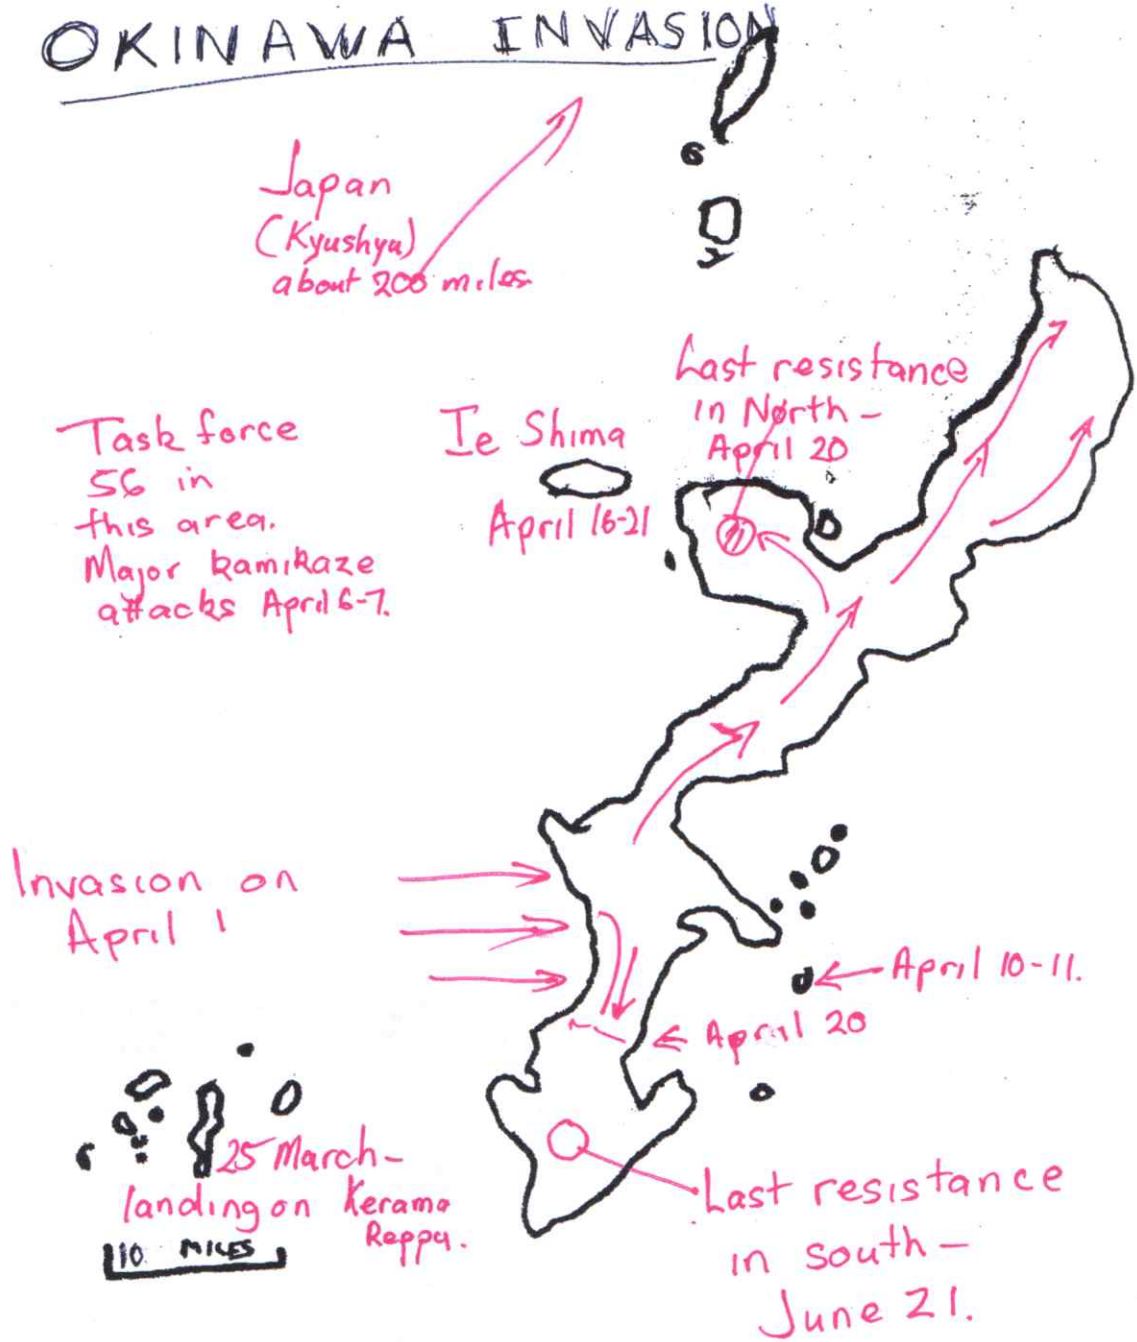 OKINAWA INVASION
Japan
(Kyushyu)
about 200 miles
Last resistance
in North -
April 20
Task force
56 in
this area.
Major kamikaze
attacks April 6-7.
Ie Shima
April 16-21
Invasion on
April 1
April 10-11.
April 20
25 March -
landing on Kerama
Reppu.
10 MILES
Last resistance
in south -
June 21.